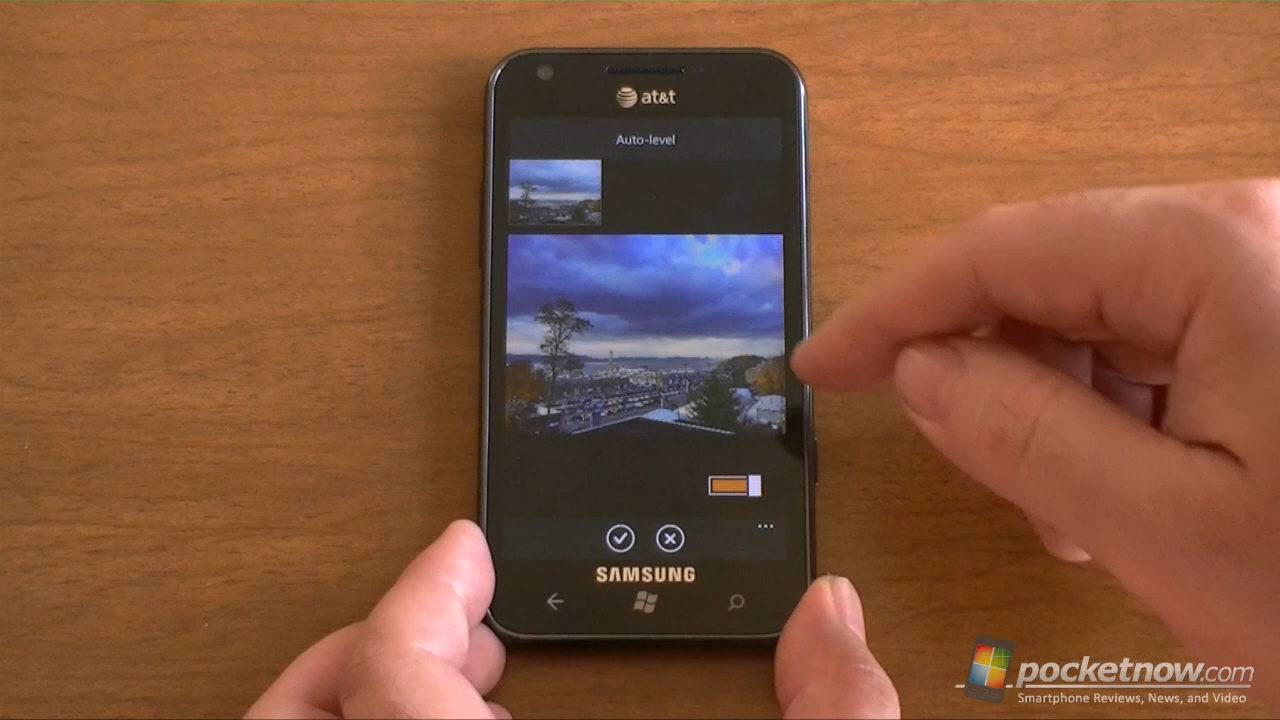 at&t
Auto-level
...
SAMSUNG
pocketnow.com
Smartphone Reviews, News, and Video